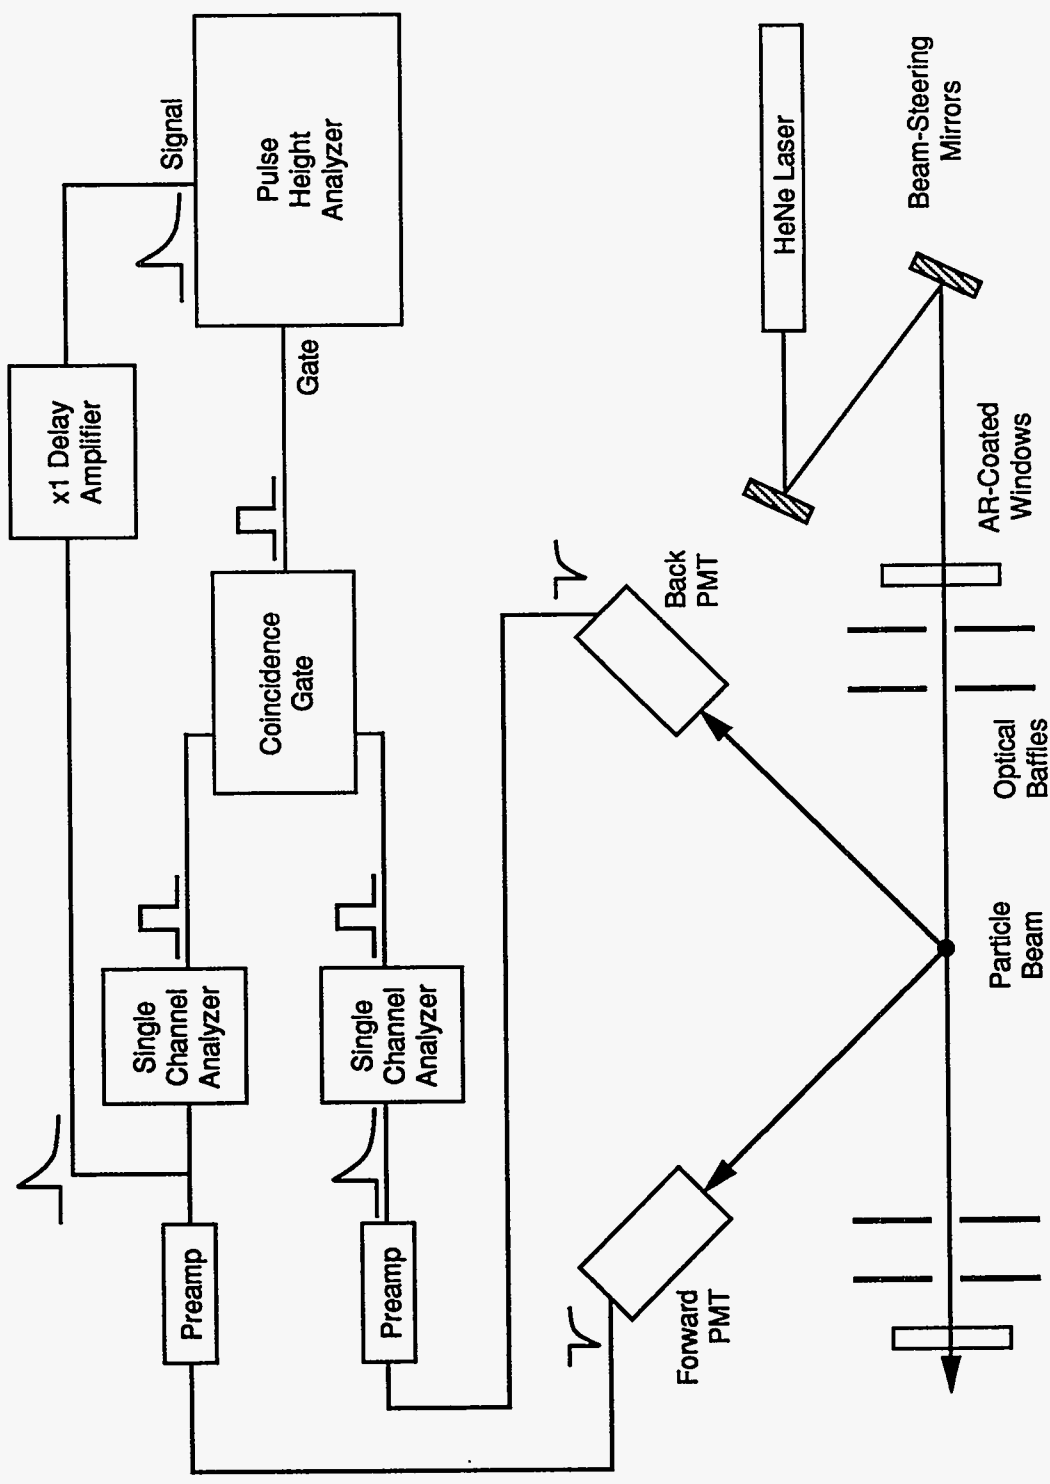 x1 Delay
Amplifier
Signal
Preamp
Single
Channel
Analyzer
Coincidence
Gate
Gate
Pulse
Height
Analyzer
Preamp
Single
Channel
Analyzer
Forward
PMT
Back
PMT
HeNe Laser
Beam-Steering
Mirrors
Particle
Beam
Optical
Baffles
AR-Coated
Windows